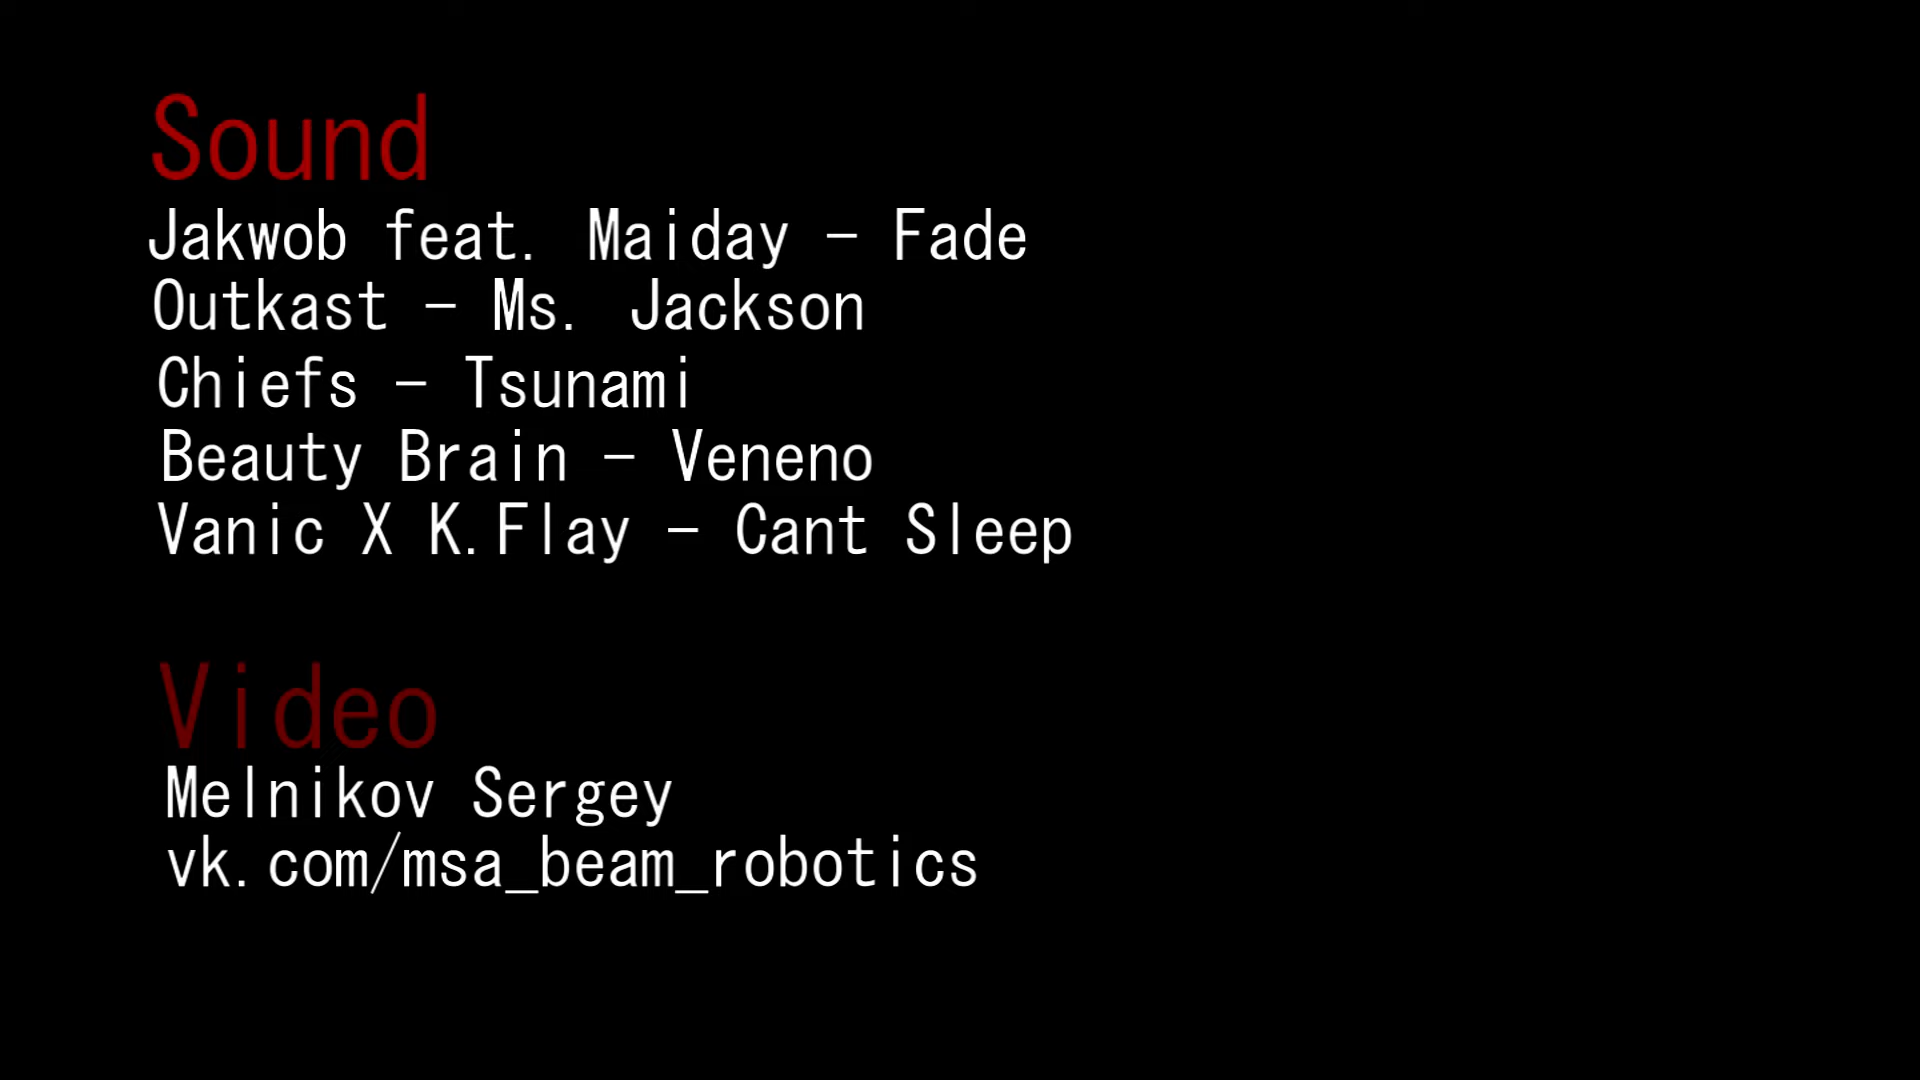 Sound
Jakwob feat. Maiday - Fade
Outkast - Ms. Jackson
Chiefs - Tsunami
Beauty Brain - Veneno
Vanic X K.Flay - Cant Sleep
Video
Melnikov Sergey
vk.com/msa_beam_robotics